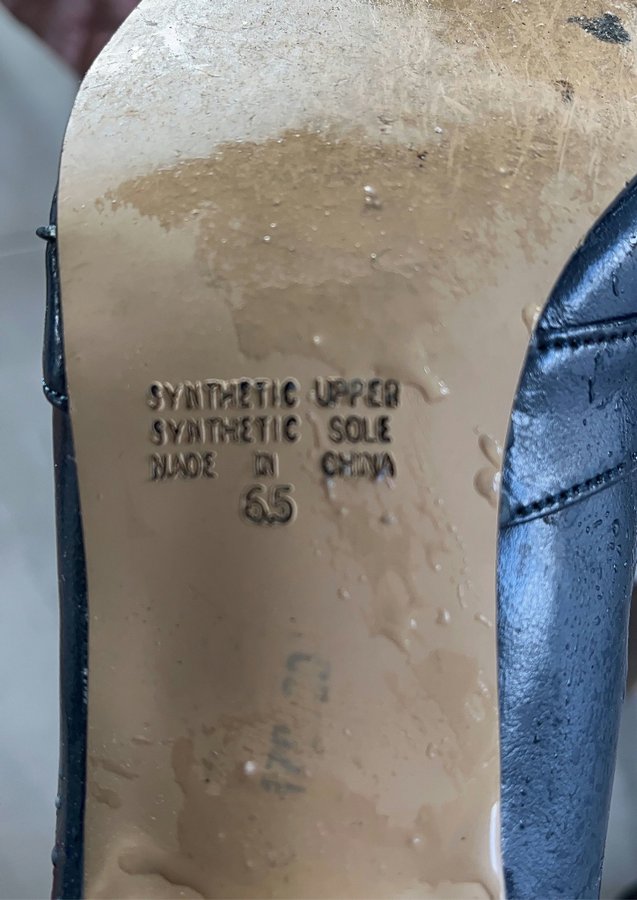 SYNTHETIC UPPER
SYNTHETIC SOLE
MADE IN CHINA
6.5